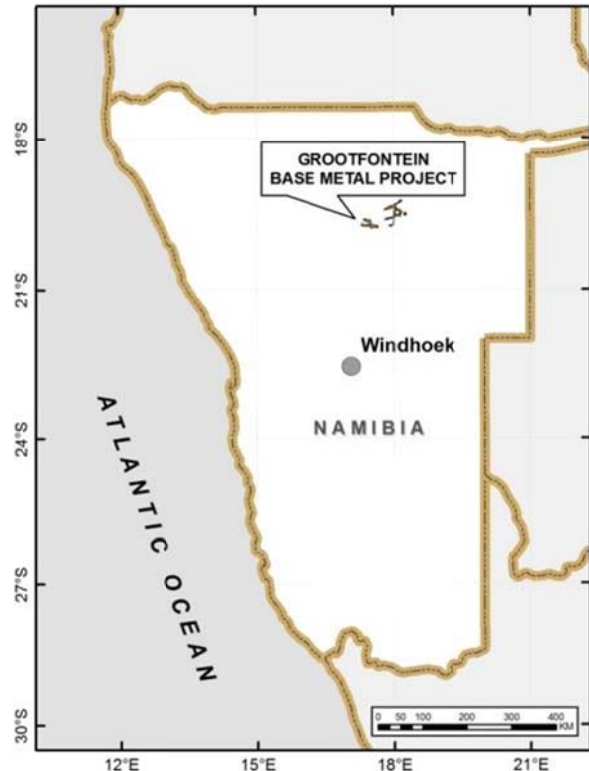 18°S
GROOTFONTEIN
BASE METAL PROJECT
21°S
Windhoek
NAMIBIA
24°S
ATLANTIC OCEAN
27°S
30°S
0 50 100 200 300 400
KM
12°E 15°E 18°E 21°E